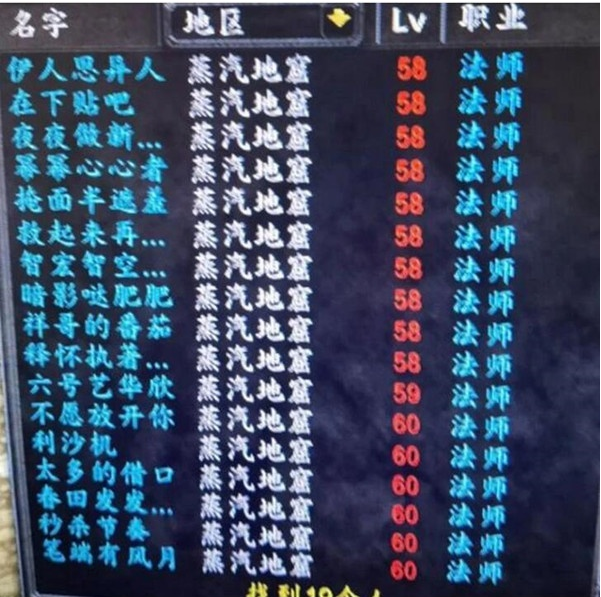 名字 地区 Lv 职业
伊人思异人 蒸汽地窟 58 法师
在下贴吧 蒸汽地窟 58 法师
夜夜做新... 蒸汽地窟 58 法师
幂幂心心者 蒸汽地窟 58 法师
掩面半遮羞 蒸汽地窟 58 法师
救起来再... 蒸汽地窟 58 法师
智宏智空... 蒸汽地窟 58 法师
暗影哒肥肥 蒸汽地窟 58 法师
祥哥的番茄 蒸汽地窟 58 法师
释怀执著... 蒸汽地窟 58 法师
六号艺华欣 蒸汽地窟 59 法师
不愿放开你 蒸汽地窟 60 法师
利沙机 蒸汽地窟 60 法师
太多的借口 蒸汽地窟 60 法师
春田发发... 蒸汽地窟 60 法师
秒杀节奏 蒸汽地窟 60 法师
笔端有风月 蒸汽地窟 60 法师
找到19个人